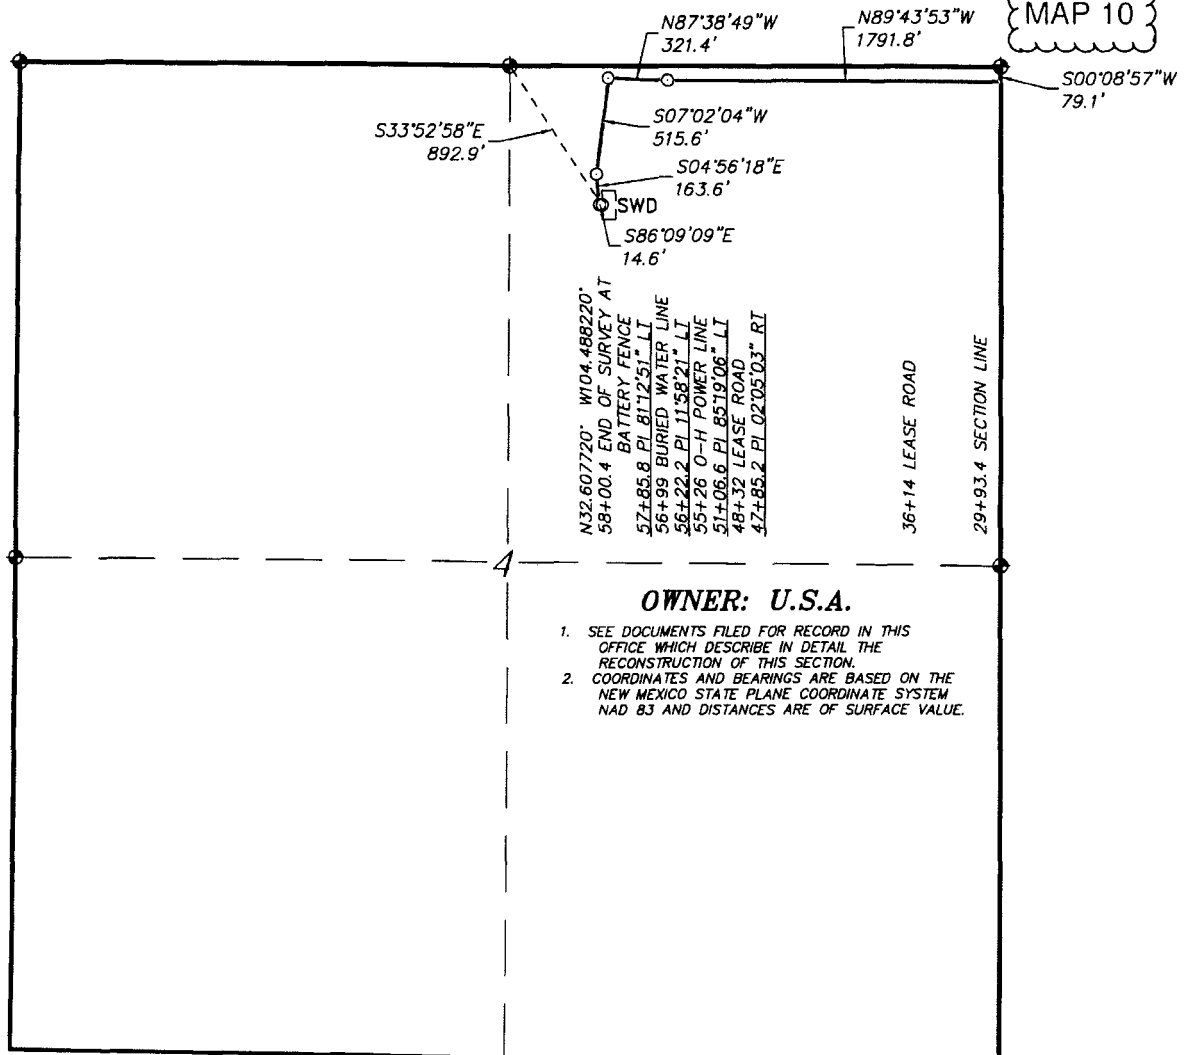 MAP 10
N87°38'49"W
321.4'
N89°43'53"W
1791.8'
S00°08'57"W
79.1'
S33°52'58"E
892.9'
S07°02'04"W
515.6'
S04°56'18"E
163.6'
SWD
S86°09'09"E
14.6'
N32.607720° W104.488220°
58+00.4 END OF SURVEY AT
BATTERY FENCE
57+85.8 PI 81°12'51" LT
56+99 BURIED WATER LINE
56+22.2 PI 11°58'21" LT
55+26 O-H POWER LINE
51+06.6 PI 85°19'06" LT
48+32 LEASE ROAD
47+85.2 PI 02°05'03" RT
36+14 LEASE ROAD
29+93.4 SECTION LINE
4
OWNER: U.S.A.
1. SEE DOCUMENTS FILED FOR RECORD IN THIS
OFFICE WHICH DESCRIBE IN DETAIL THE
RECONSTRUCTION OF THIS SECTION.
2. COORDINATES AND BEARINGS ARE BASED ON THE
NEW MEXICO STATE PLANE COORDINATE SYSTEM
NAD 83 AND DISTANCES ARE OF SURFACE VALUE.